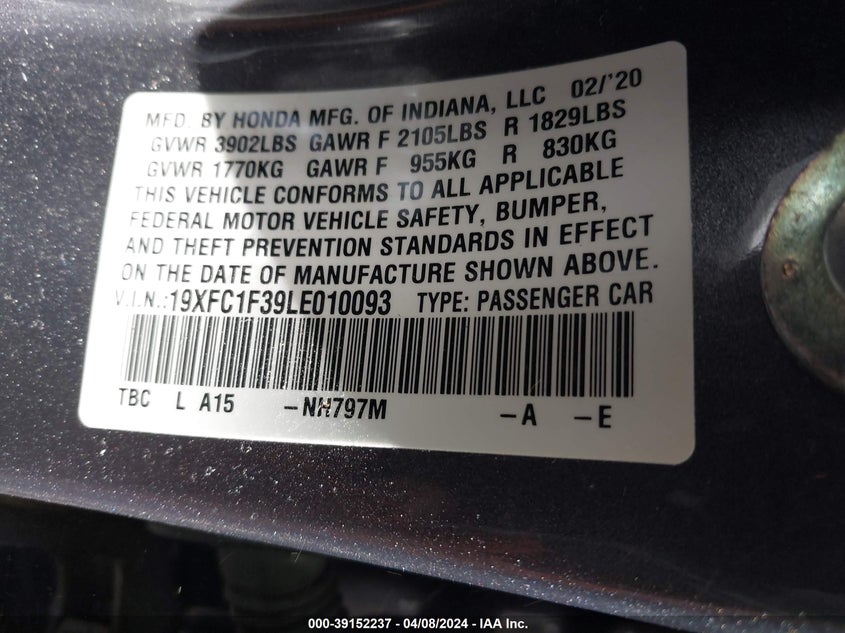 MFD. BY HONDA MFG. OF INDIANA, LLC 02/'20
GVWR 3902LBS GAWR F 2105LBS R 1829LBS
GVWR 1770KG GAWR F 955KG R 830KG
THIS VEHICLE CONFORMS TO ALL APPLICABLE
FEDERAL MOTOR VEHICLE SAFETY, BUMPER,
AND THEFT PREVENTION STANDARDS IN EFFECT
ON THE DATE OF MANUFACTURE SHOWN ABOVE.
V.I.N.:19XFC1F39LE010093 TYPE: PASSENGER CAR
TBC L A15 -NH797M -A -E
000-39152237 - 04/08/2024 - IAA Inc.